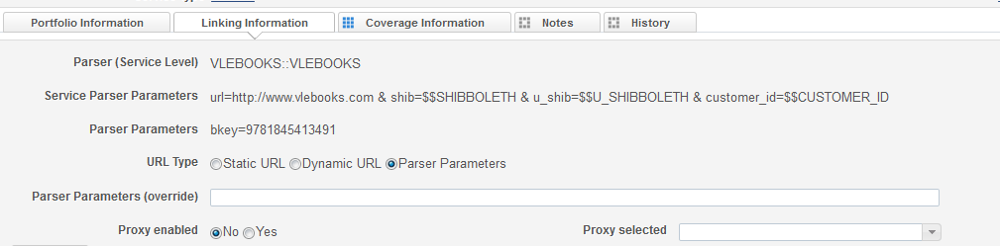 Portfolio Information Linking Information Coverage Information Notes History
Parser (Service Level) VLEBOOKS::VLEBOOKS
Service Parser Parameters url=http://www.vlebooks.com & shib=$$SHIBBOLETH & u_shib=$$U_SHIBBOLETH & customer_id=$$CUSTOMER_ID
Parser Parameters bkey=9781845413491
URL Type Static URL Dynamic URL Parser Parameters
Parser Parameters (override)
Proxy enabled No Yes Proxy selected